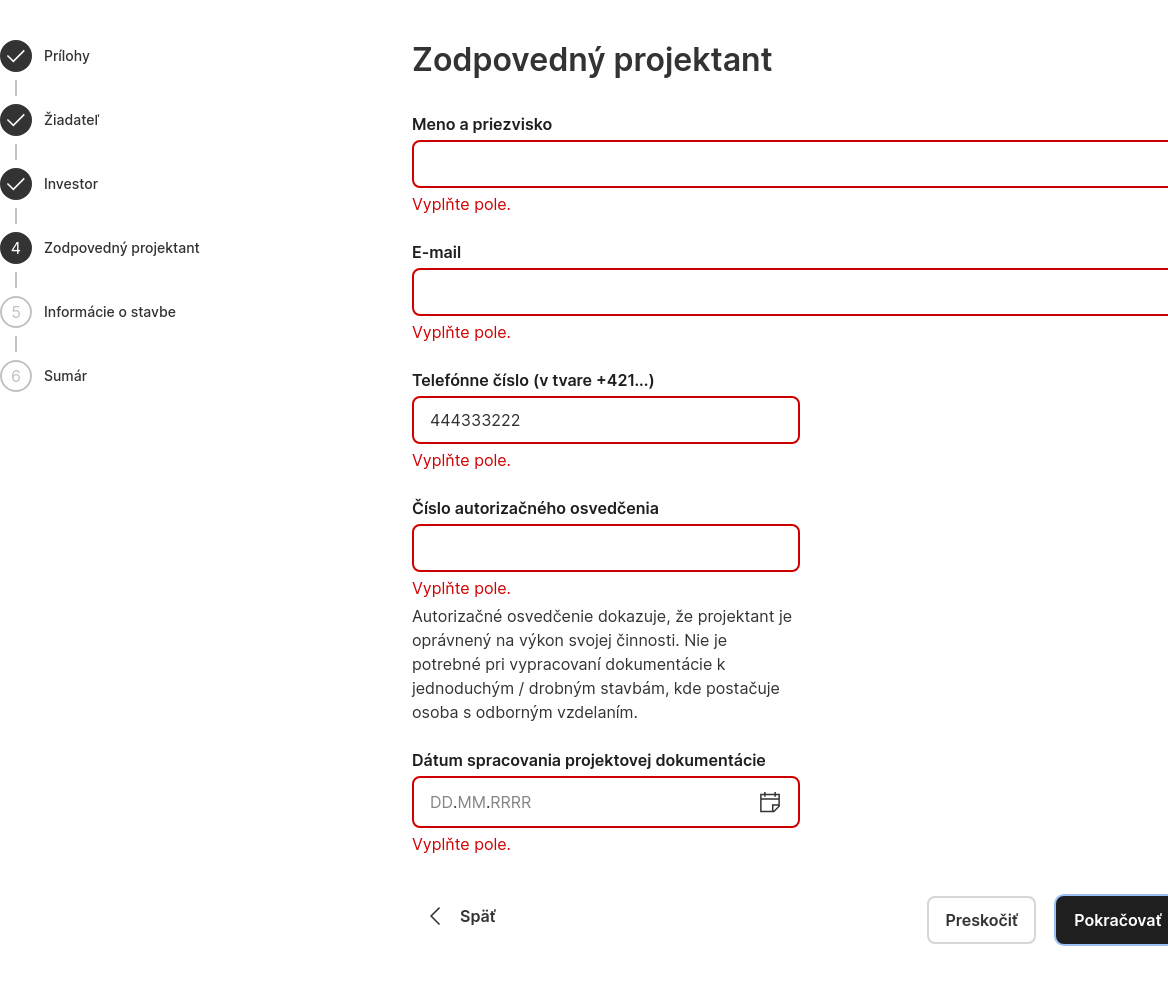 Prílohy
Žiadateľ
Investor
4 Zodpovedný projektant
5 Informácie o stavbe
6 Sumár
Zodpovedný projektant
Meno a priezvisko
Vyplňte pole.
E-mail
Vyplňte pole.
Telefónne číslo (v tvare +421...)
444333222
Vyplňte pole.
Číslo autorizačného osvedčenia
Vyplňte pole.
Autorizačné osvedčenie dokazuje, že projektant je
oprávnený na výkon svojej činnosti. Nie je
potrebné pri vypracovaní dokumentácie k
jednoduchým / drobným stavbám, kde postačuje
osoba s odborným vzdelaním.
Dátum spracovania projektovej dokumentácie
DD.MM.RRRR
Vyplňte pole.
Späť
Preskočiť
Pokračovať